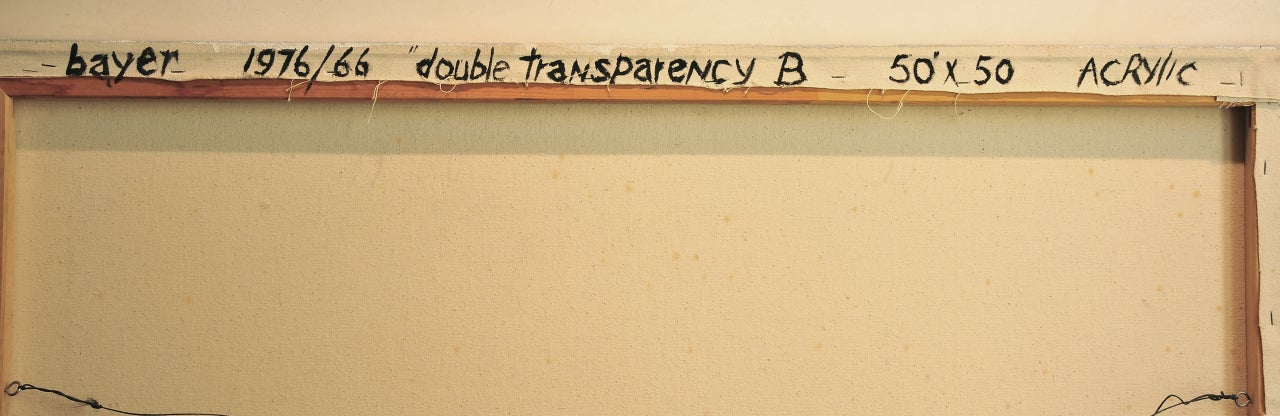 bayer 1976/66 "double transparency B 50"x 50 ACRYlic